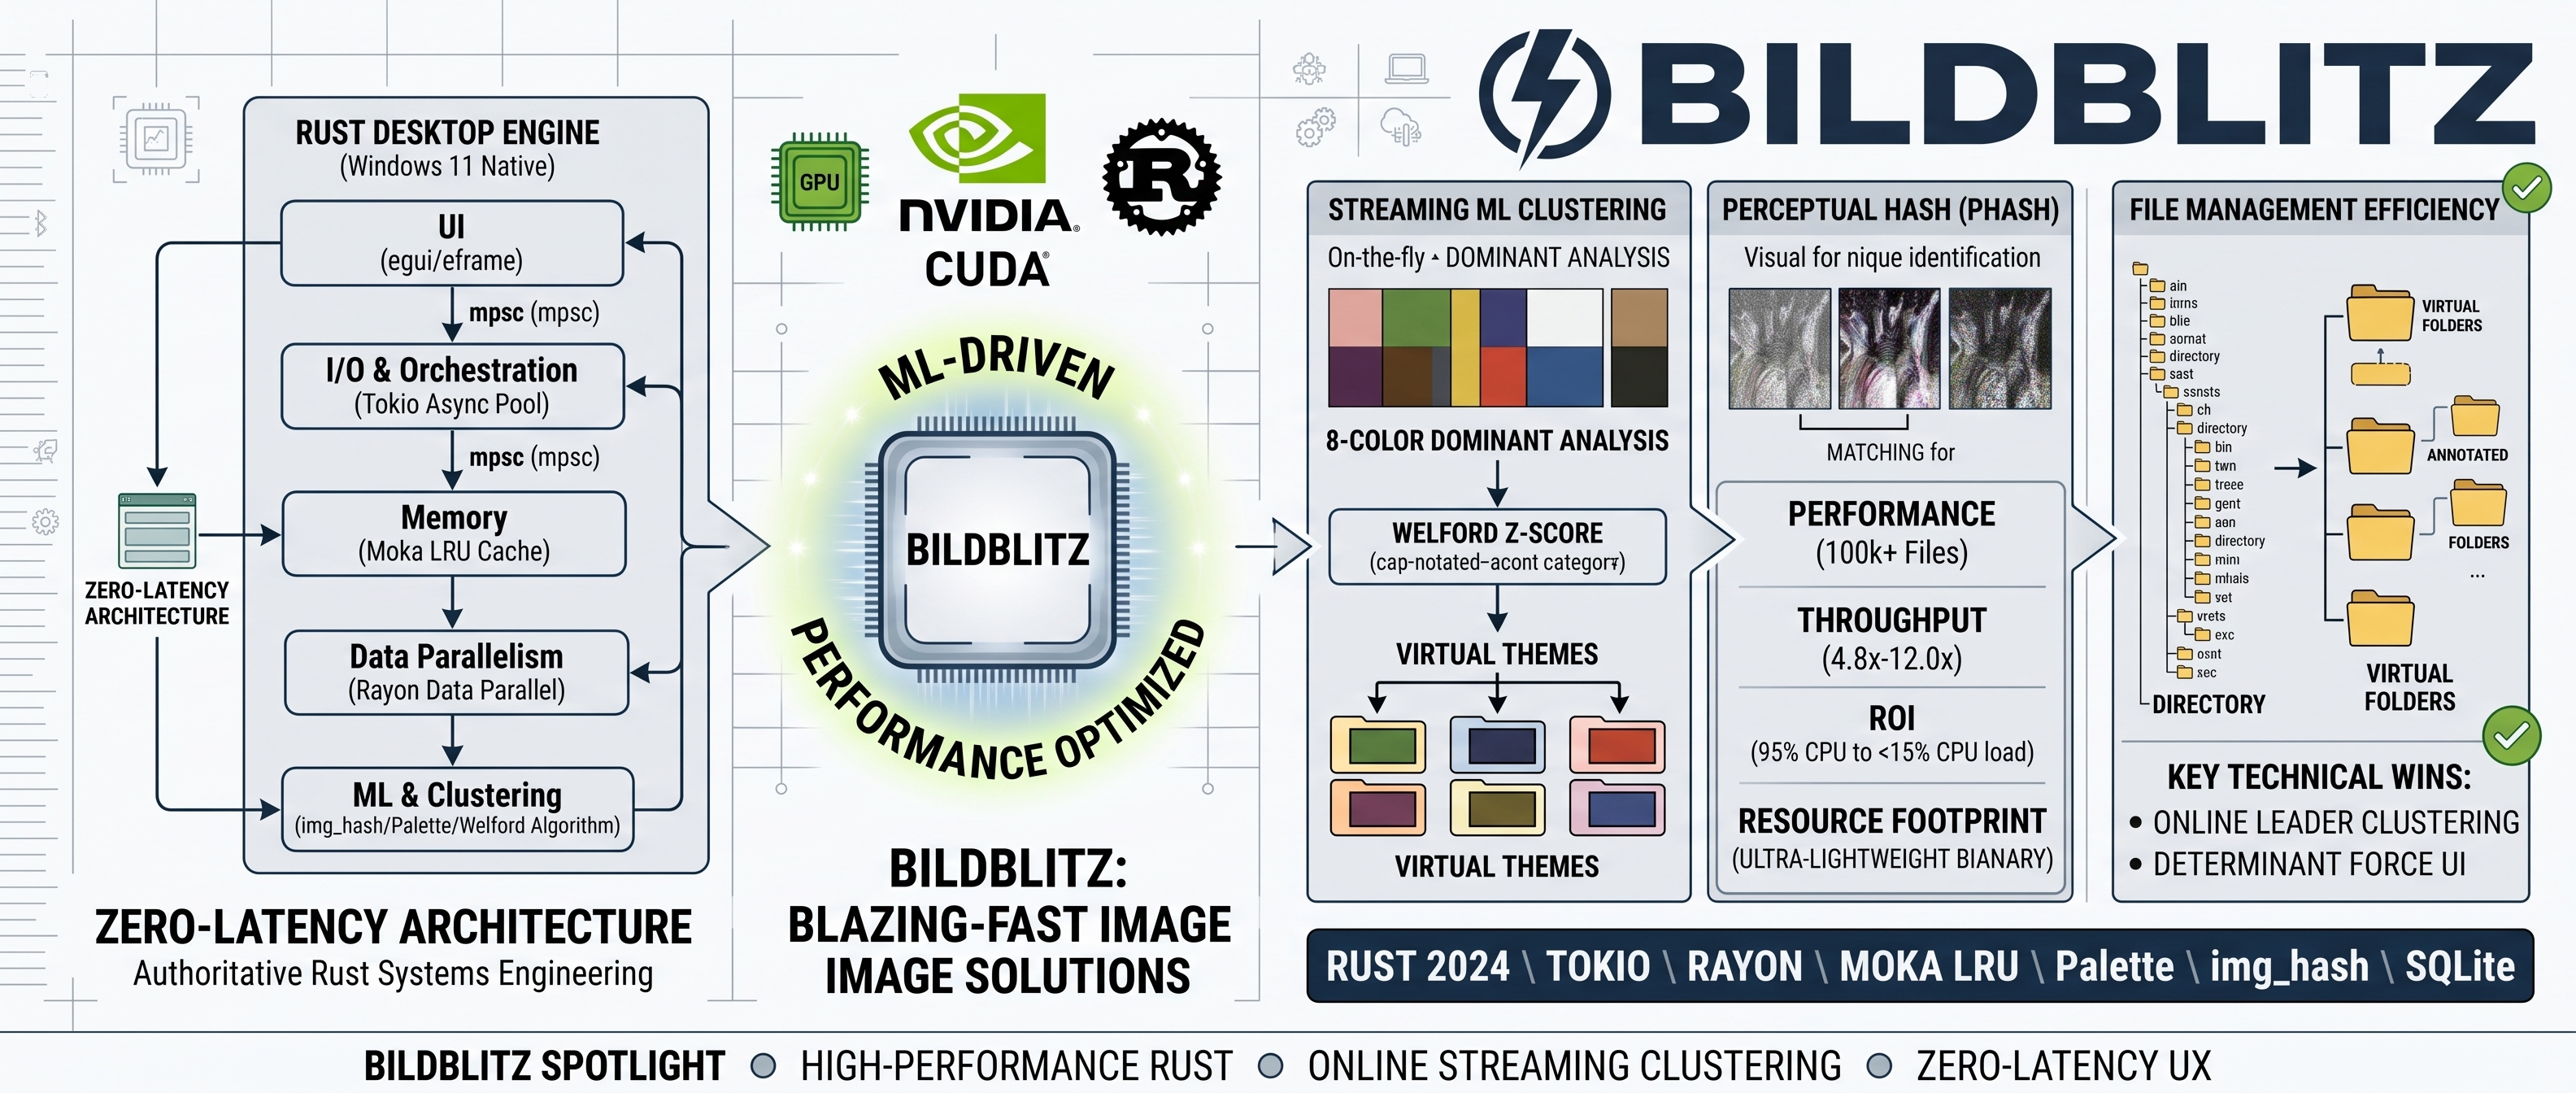 BILDBLITZ
RUST DESKTOP ENGINE
(Windows 11 Native)
UI
(egui/eframe)
mpsc (mpsc)
I/O & Orchestration
(Tokio Async Pool)
mpsc (mpsc)
Memory
(Moka LRU Cache)
Data Parallelism
(Rayon Data Parallel)
ML & Clustering
(img_hash/Palette/Welford Algorithm)
ZERO-LATENCY
ARCHITECTURE
ZERO-LATENCY ARCHITECTURE
Authoritative Rust Systems Engineering
GPU
NVIDIA®
CUDA®
R
ML-DRIVEN
BILDBLITZ
PERFORMANCE OPTIMIZED
BILDBLITZ:
BLAZING-FAST IMAGE
IMAGE SOLUTIONS
STREAMING ML CLUSTERING
On-the-fly ▴ DOMINANT ANALYSIS
8-COLOR DOMINANT ANALYSIS
WELFORD Z-SCORE
(cap-notated-acont
VIRTUAL THEMES
VIRTUAL THEMES
PERCEPTUAL HASH (PHASH)
Visual for nique identification
MATCHING for
PERFORMANCE
(100k+ Files)
THROUGHPUT
(4.8x-12.0x)
ROI
(95% CPU to <15% CPU load)
RESOURCE FOOTPRINT
(ULTRA-LIGHTWEIGHT BIANARY)
FILE MANAGEMENT EFFICIENCY
ain
blie
aornat
directory
sast
ssnsts
ch
directory
bin
treee
gent
directory
vrets
exc
osnt
DIRECTORY
VIRTUAL
FOLDERS
ANNOTATED
FOLDERS
...
VIRTUAL
FOLDERS
KEY TECHNICAL WINS:
• ONLINE LEADER CLUSTERING
• DETERMINANT FORCE UI
RUST 2024 \ TOKIO \ RAYON \ MOKA LRU \ Palette \ img_hash \ SQLite
BILDBLITZ SPOTLIGHT ● HIGH-PERFORMANCE RUST ● ONLINE STREAMING CLUSTERING ● ZERO-LATENCY UX